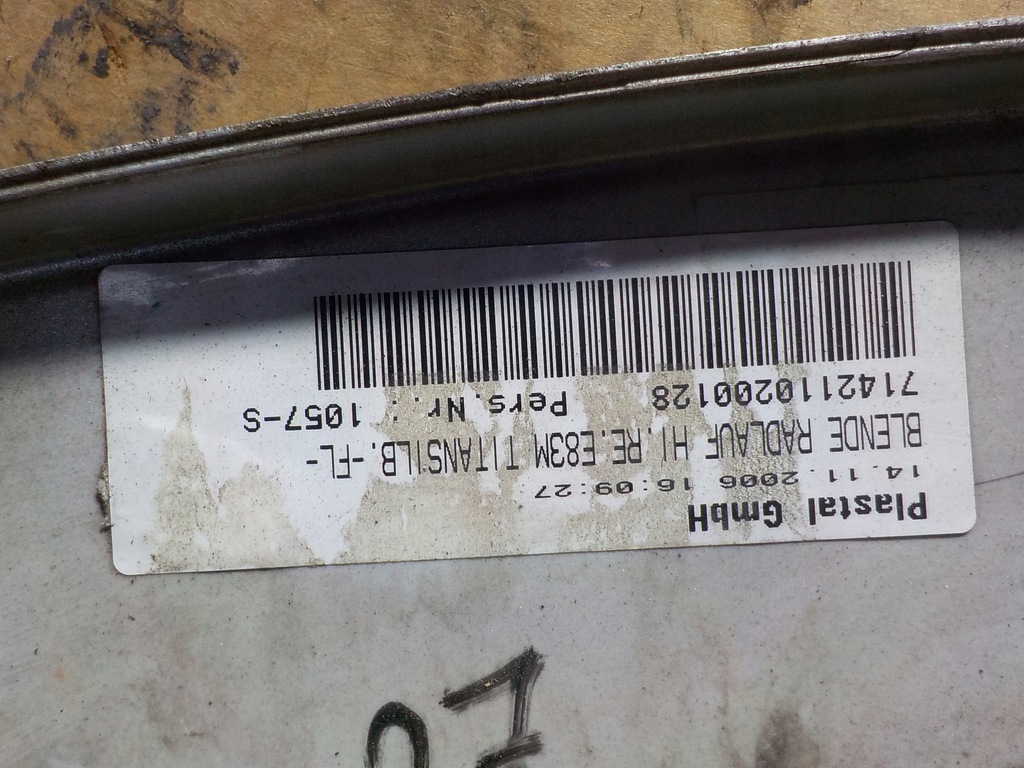 Plastal GmbH
14.11.2006 16:09:27
BLENDE RADLAUF HI.RE.E83M TITANSILB.-FL-
7142110200128 Pers.Nr.: 1057-S